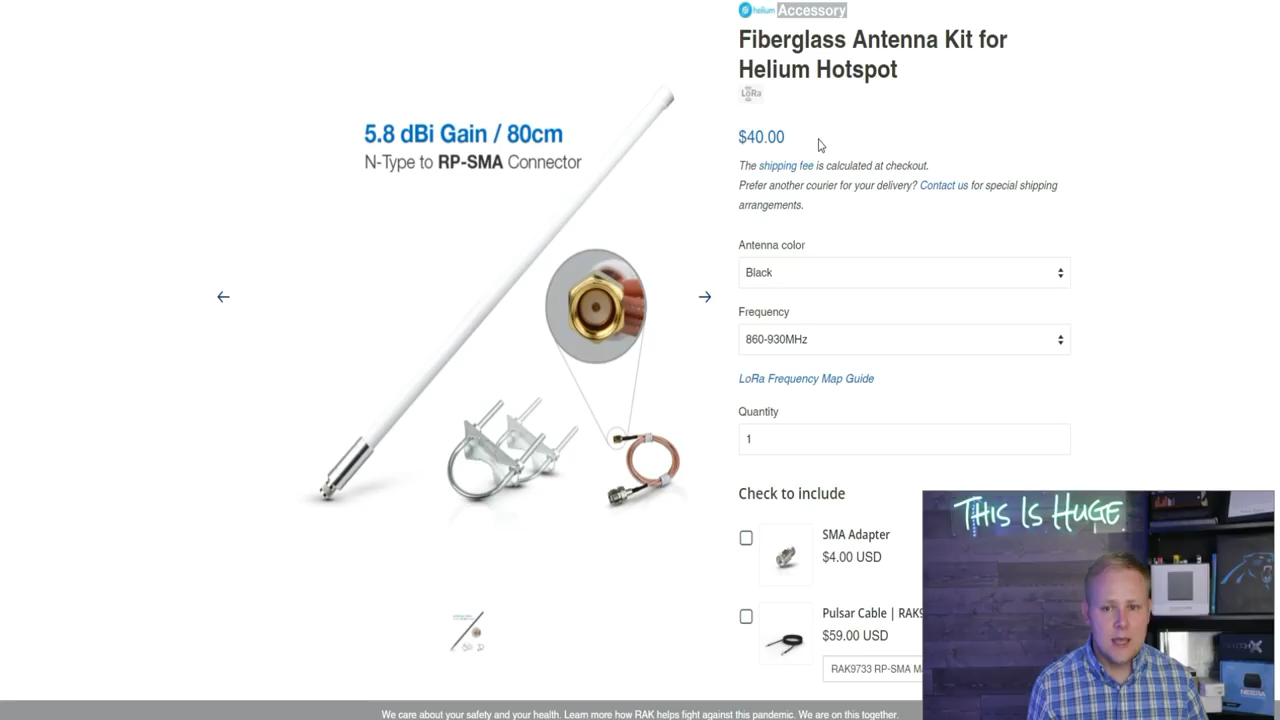 helium Accessory
Fiberglass Antenna Kit for
Helium Hotspot
LoRa
5.8 dBi Gain / 80cm
N-Type to RP-SMA Connector
$40.00
The shipping fee is calculated at checkout.
Prefer another courier for your delivery? Contact us for special shipping
arrangements.
Antenna color
Black
Frequency
860-930MHz
LoRa Frequency Map Guide
Quantity
1
Check to include
SMA Adapter
$4.00 USD
Pulsar Cable | RAK9
$59.00 USD
RAK9733 RP-SMA M
THIS IS HUGE
We care about your safety and your health. Learn more how RAK helps fight against this pandemic. We are on this together.